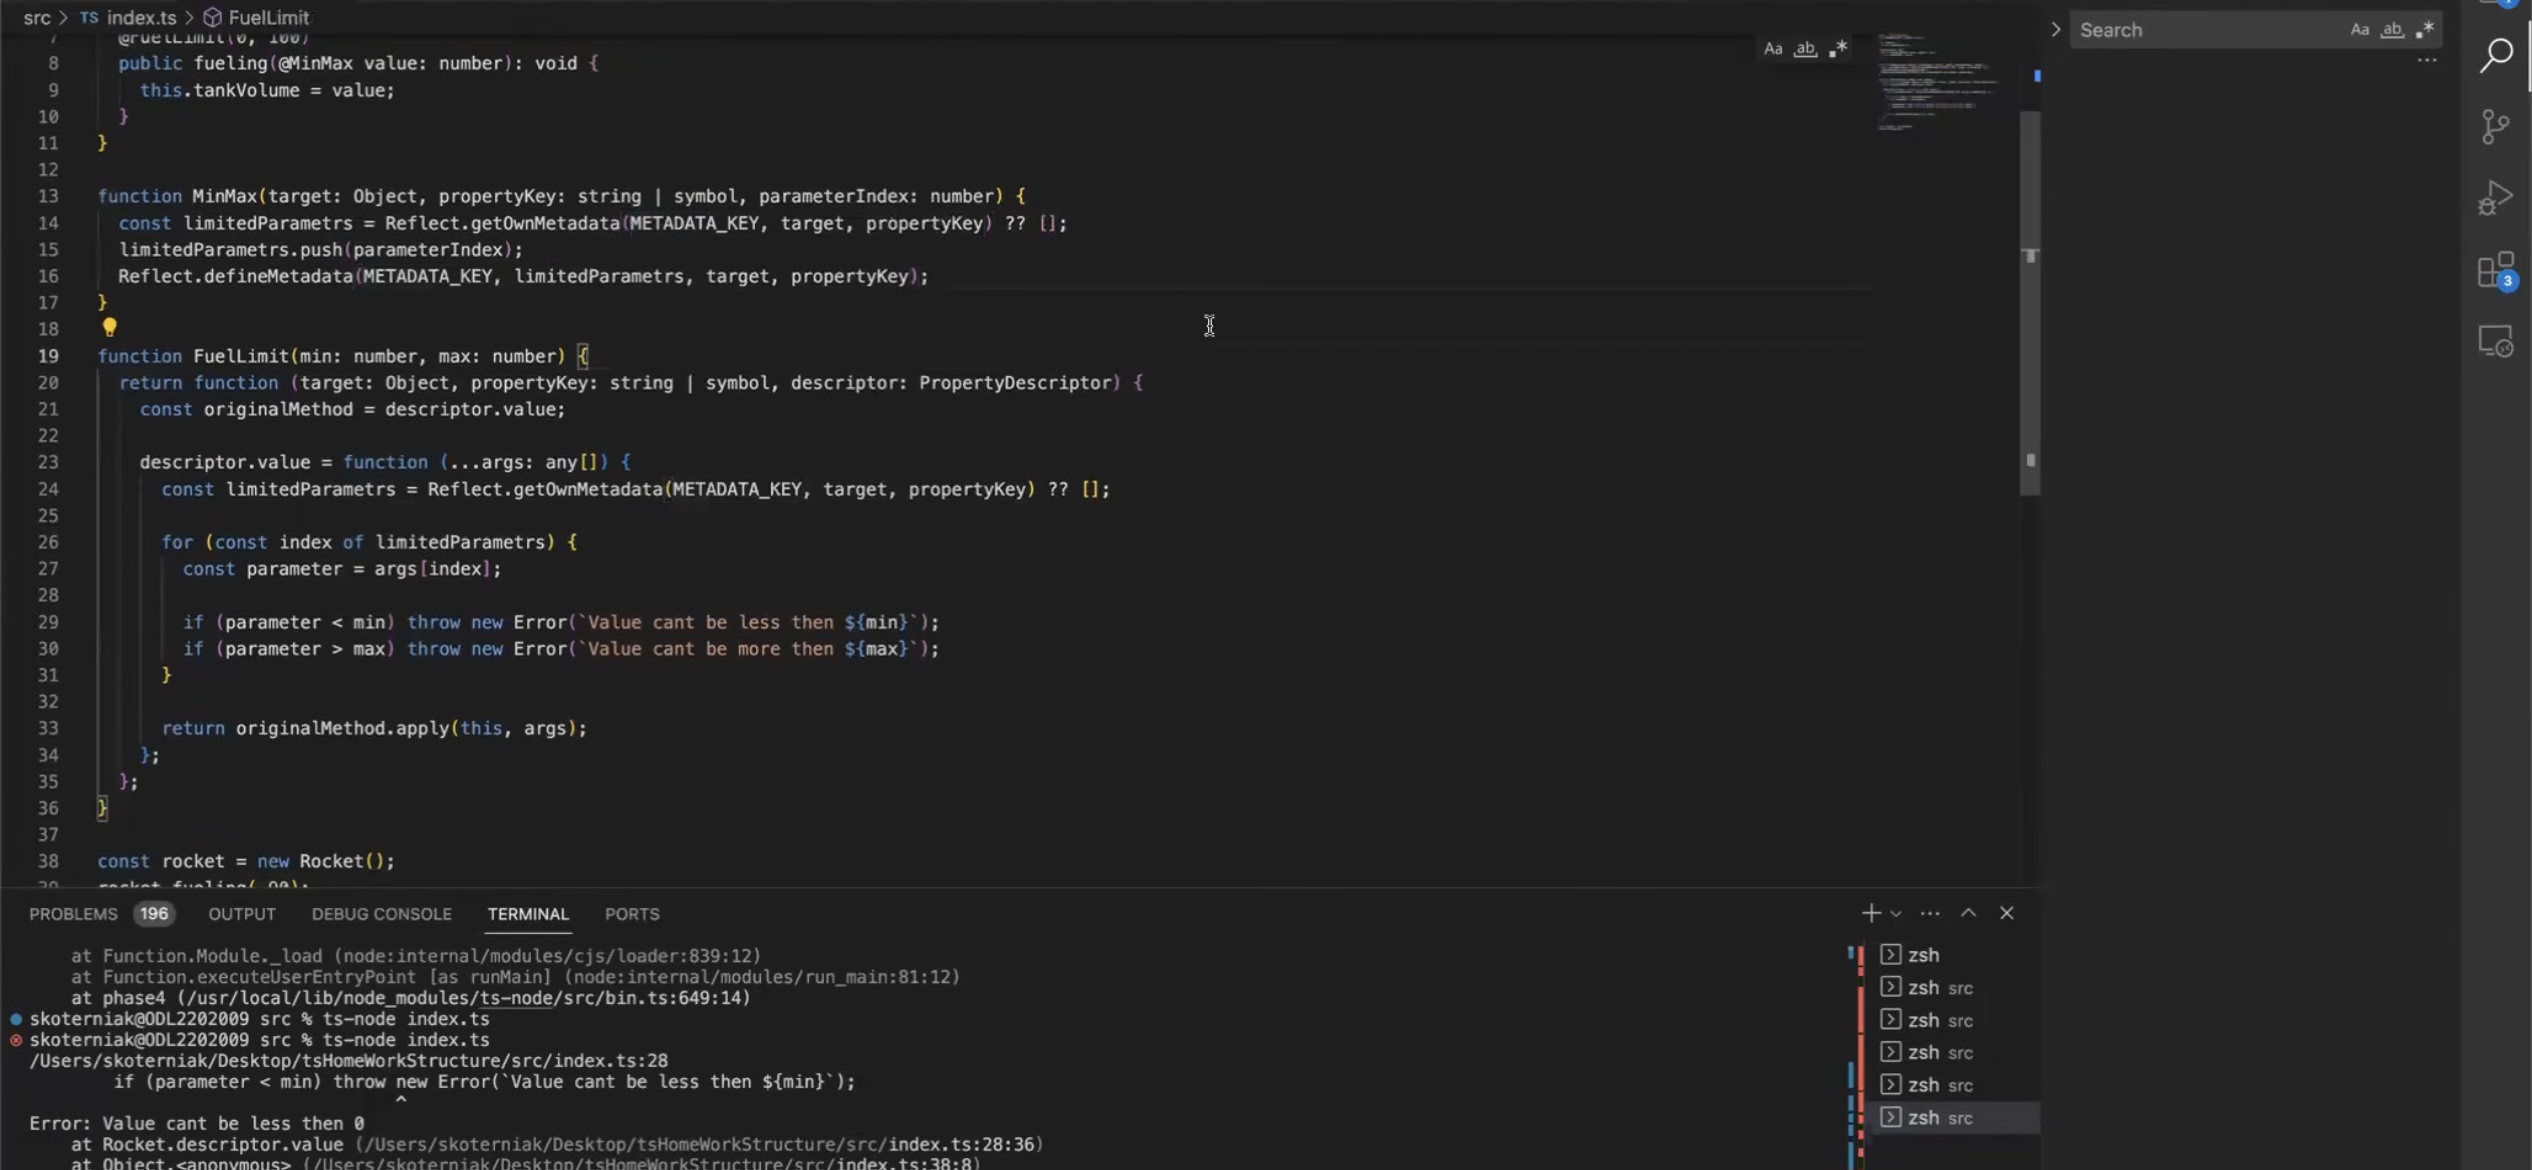 src > TS index.ts > FuelLimit
7 @FuelLimit(0, 100)
8 public fueling(@MinMax value: number): void {
9 this.tankVolume = value;
10 }
11 }
12
13 function MinMax(target: Object, propertyKey: string | symbol, parameterIndex: number) {
14 const limitedParametrs = Reflect.getOwnMetadata(METADATA_KEY, target, propertyKey) ?? [];
15 limitedParametrs.push(parameterIndex);
16 Reflect.defineMetadata(METADATA_KEY, limitedParametrs, target, propertyKey);
17 }
18
19 function FuelLimit(min: number, max: number) {
20 return function (target: Object, propertyKey: string | symbol, descriptor: PropertyDescriptor) {
21 const originalMethod = descriptor.value;
22
23 descriptor.value = function (...args: any[]) {
24 const limitedParametrs = Reflect.getOwnMetadata(METADATA_KEY, target, propertyKey) ?? [];
25
26 for (const index of limitedParametrs) {
27 const parameter = args[index];
28
29 if (parameter < min) throw new Error(`Value cant be less then ${min}`);
30 if (parameter > max) throw new Error(`Value cant be more then ${max}`);
31 }
32
33 return originalMethod.apply(this, args);
34 };
35 };
36 }
37
38 const rocket = new Rocket();
39 rocket.fueling(-90);
Aa ab .*
Search Aa ab .*
3
PROBLEMS 196 OUTPUT DEBUG CONSOLE TERMINAL PORTS
at Function.Module._load (node:internal/modules/cjs/loader:839:12)
at Function.executeUserEntryPoint [as runMain] (node:internal/modules/run_main:81:12)
at phase4 (/usr/local/lib/node_modules/ts-node/src/bin.ts:649:14)
skoterniak@ODL2202009 src % ts-node index.ts
skoterniak@ODL2202009 src % ts-node index.ts
/Users/skoterniak/Desktop/tsHomeWorkStructure/src/index.ts:28
if (parameter < min) throw new Error(`Value cant be less then ${min}`);
^
Error: Value cant be less then 0
at Rocket.descriptor.value (/Users/skoterniak/Desktop/tsHomeWorkStructure/src/index.ts:28:36)
at Object.<anonymous> (/Users/skoterniak/Desktop/tsHomeWorkStructure/src/index.ts:38:8)
zsh
zsh src
zsh src
zsh src
zsh src
zsh src